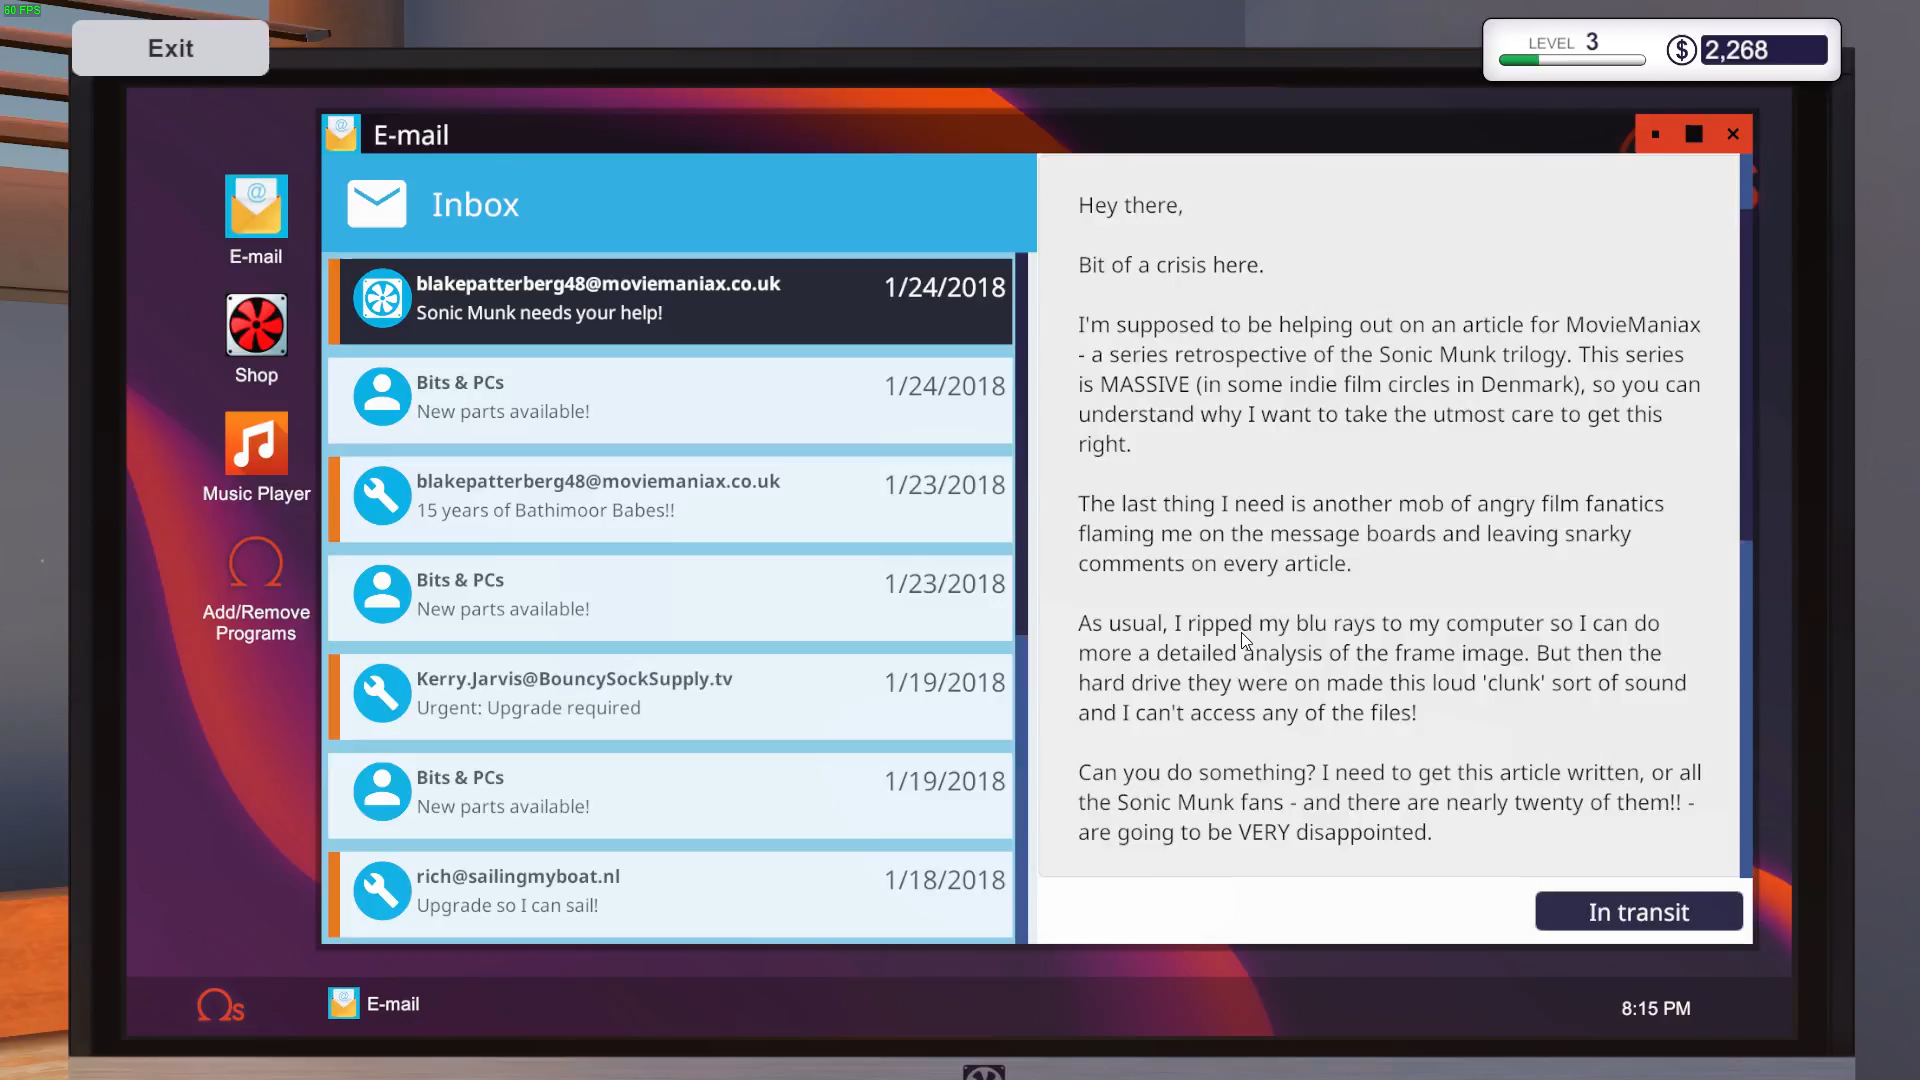 60 FPS
Exit
LEVEL 3
$ 2,268
E-mail
Inbox
E-mail
Shop
Music Player
Add/Remove
Programs
blakepatterberg48@moviemaniax.co.uk 1/24/2018
Sonic Munk needs your help!
Bits & PCs 1/24/2018
New parts available!
blakepatterberg48@moviemaniax.co.uk 1/23/2018
15 years of Bathimoor Babes!!
Bits & PCs 1/23/2018
New parts available!
Kerry.Jarvis@BouncySockSupply.tv 1/19/2018
Urgent: Upgrade required
Bits & PCs 1/19/2018
New parts available!
rich@sailingmyboat.nl 1/18/2018
Upgrade so I can sail!
Hey there,
Bit of a crisis here.
I'm supposed to be helping out on an article for MovieManiax
- a series retrospective of the Sonic Munk trilogy. This series
is MASSIVE (in some indie film circles in Denmark), so you can
understand why I want to take the utmost care to get this
right.
The last thing I need is another mob of angry film fanatics
flaming me on the message boards and leaving snarky
comments on every article.
As usual, I ripped my blu rays to my computer so I can do
more a detailed analysis of the frame image. But then the
hard drive they were on made this loud 'clunk' sort of sound
and I can't access any of the files!
Can you do something? I need to get this article written, or all
the Sonic Munk fans - and there are nearly twenty of them!! -
are going to be VERY disappointed.
In transit
Ωs
E-mail
8:15 PM